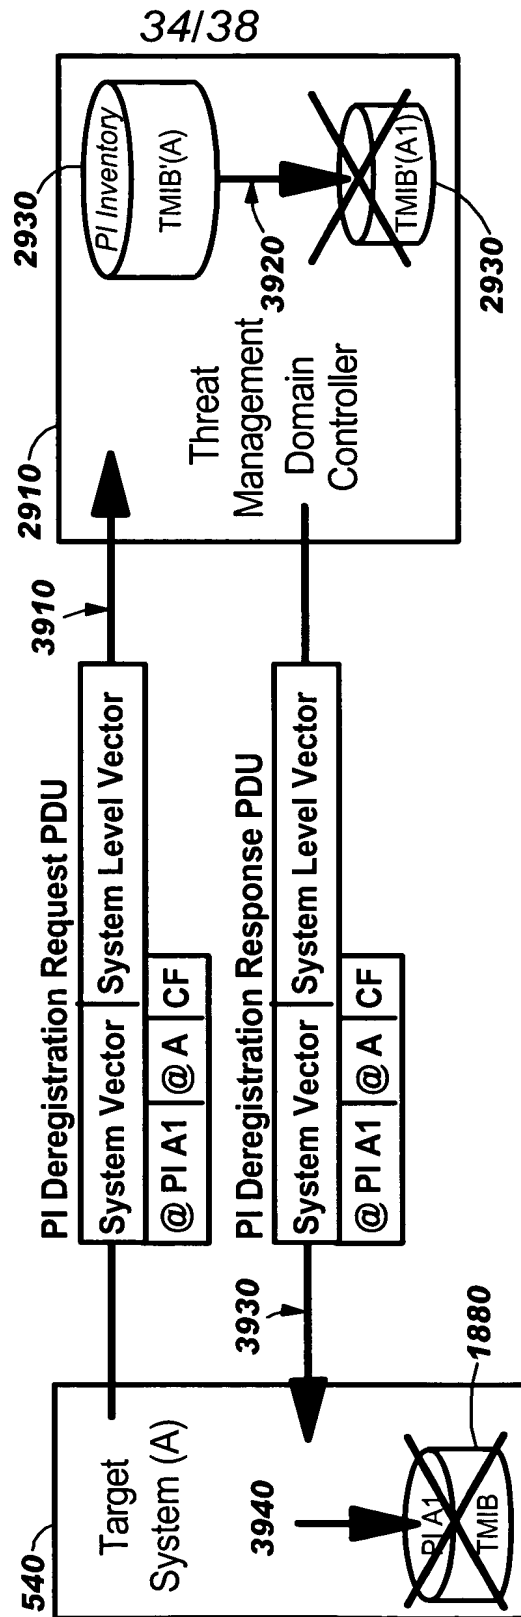 34/38
540
Target
System (A)
3940
PI A1
TMIB
1880
PI Deregistration Request PDU
System Vector
System Level Vector
@ PI A1
@ A
CF
3910
PI Deregistration Response PDU
System Vector
System Level Vector
@ PI A1
@ A
CF
3930
2910
Threat
Management
Domain
Controller
2930
PI Inventory
TMIB'(A)
3920
TMIB'(A1)
2930